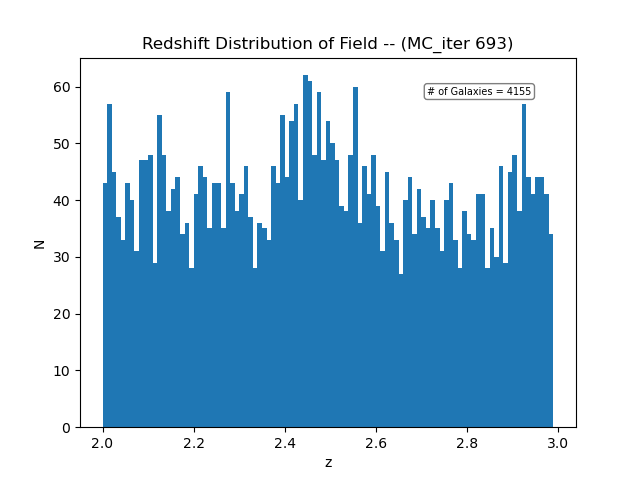 Redshift Distribution of Field -- (MC_iter 693)
# of Galaxies = 4155
N
60
50
40
30
20
10
0
2.0 2.2 2.4 2.6 2.8 3.0
z